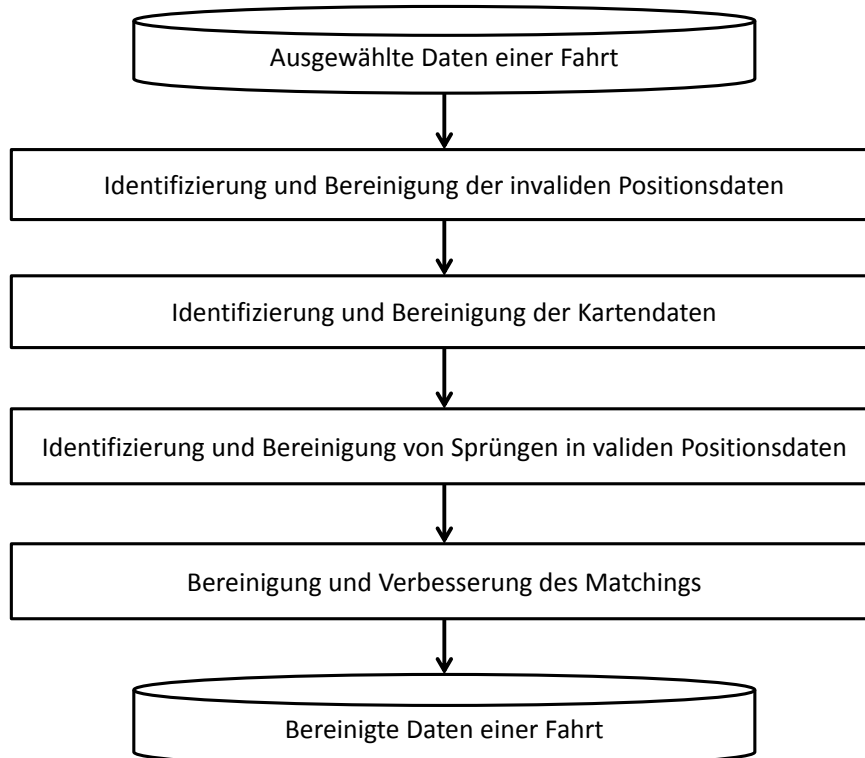 Ausgewählte Daten einer Fahrt
Identifizierung und Bereinigung der invaliden Positionsdaten
Identifizierung und Bereinigung der Kartendaten
Identifizierung und Bereinigung von Sprüngen in validen Positionsdaten
Bereinigung und Verbesserung des Matchings
Bereinigte Daten einer Fahrt